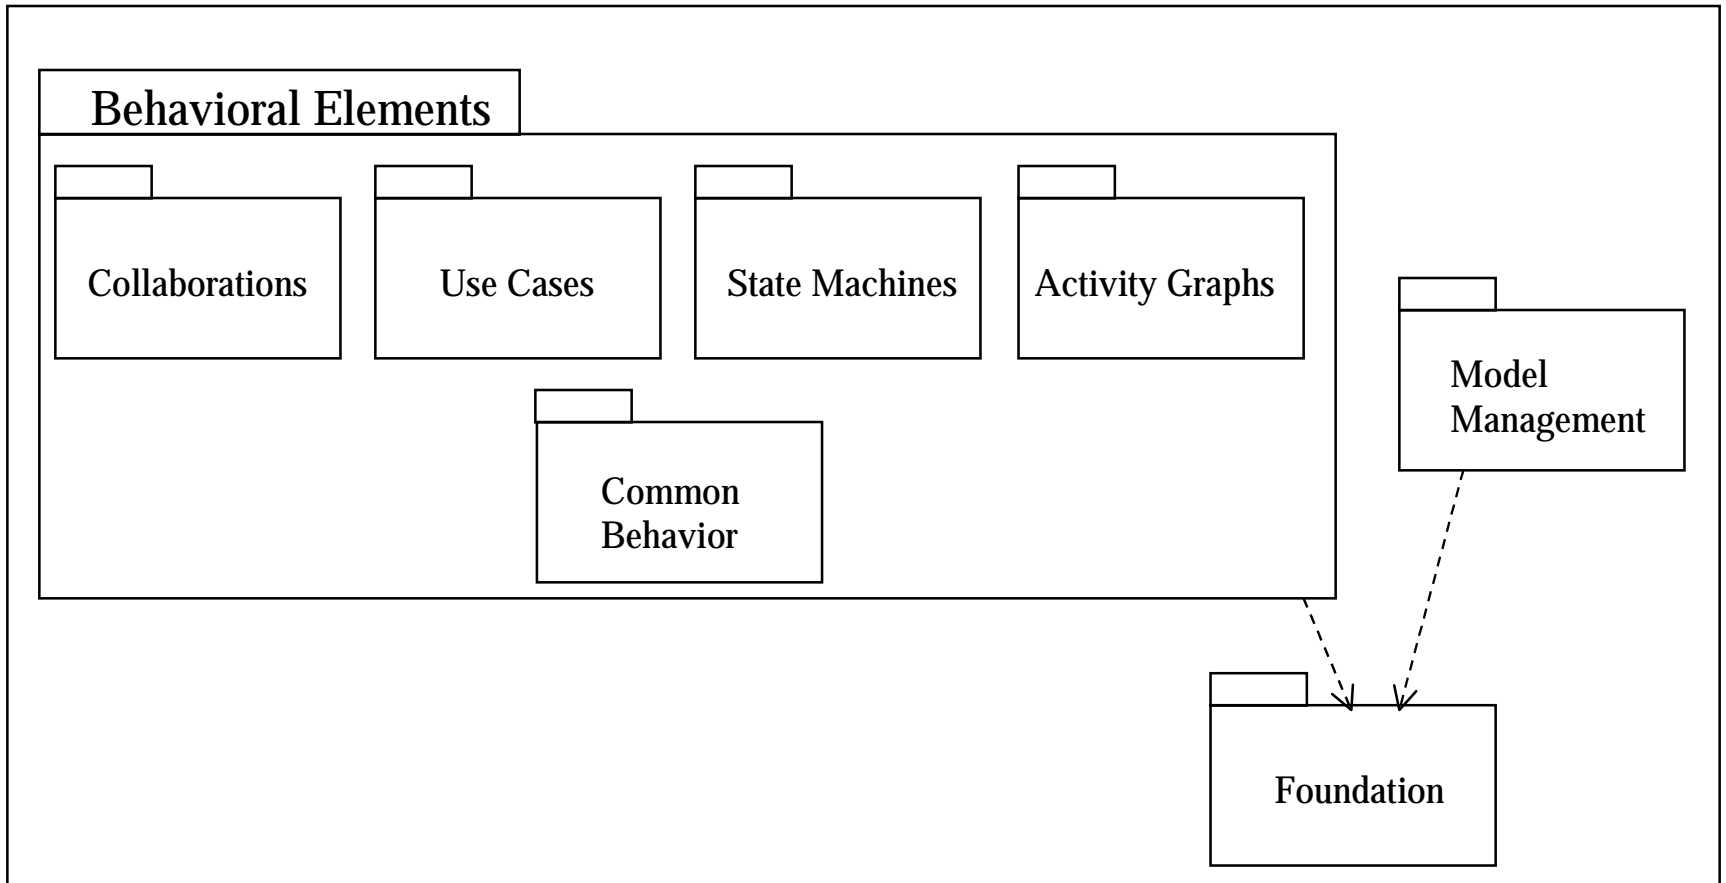 Behavioral Elements
Collaborations
Use Cases
State Machines
Activity Graphs
Model
Management
Common
Behavior
Foundation